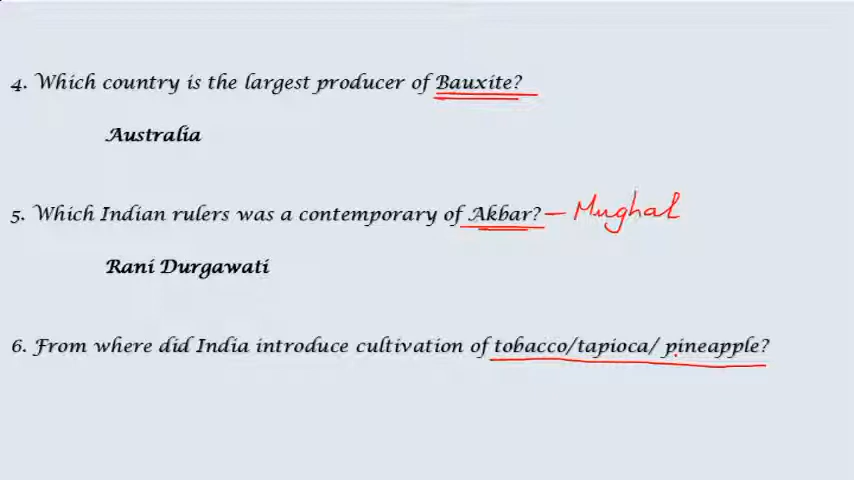 4. Which country is the largest producer of Bauxite?
Australia
5. Which Indian rulers was a contemporary of Akbar? — Mughal
Rani Durgawati
6. From where did India introduce cultivation of tobacco/tapioca/ pineapple?